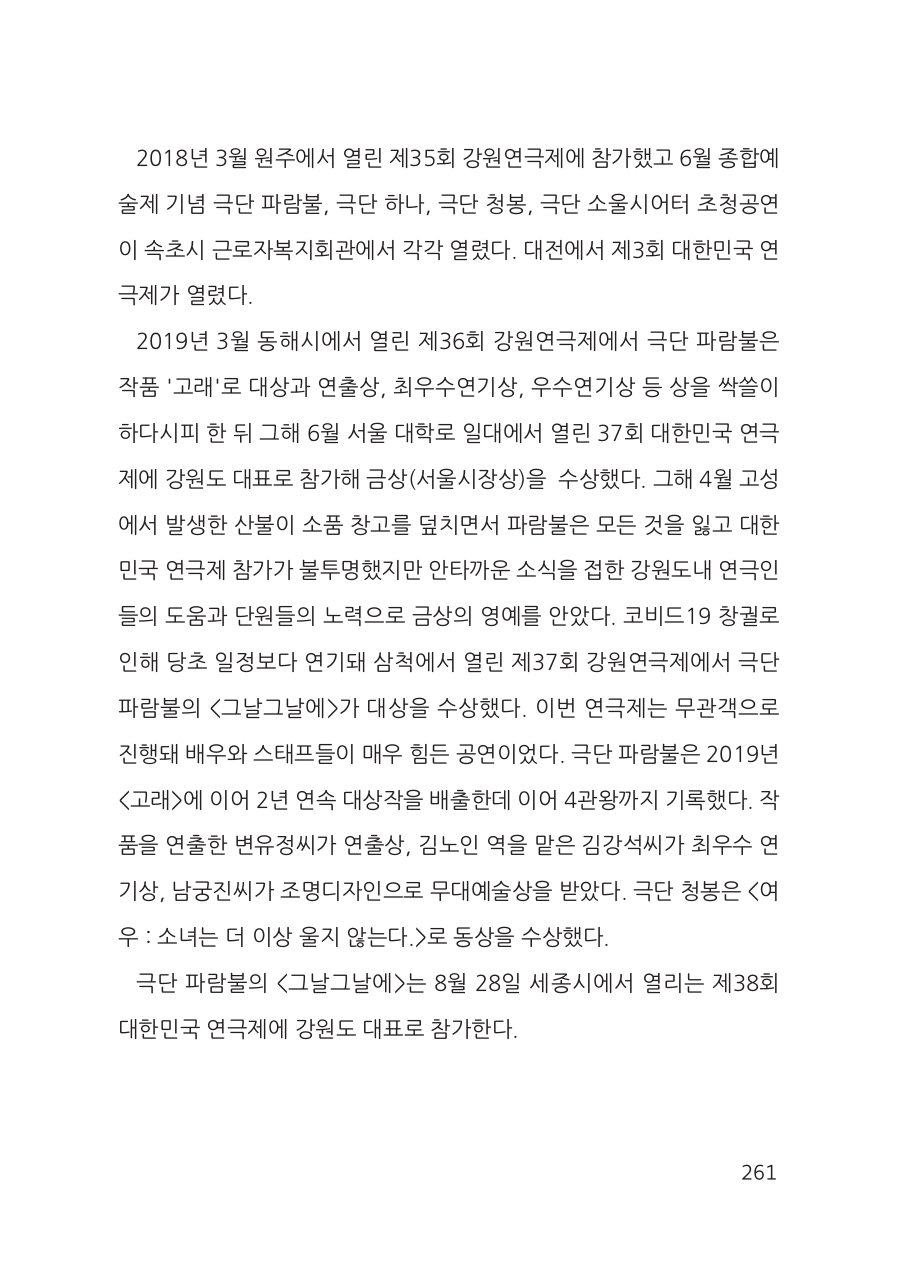 2018년 3월 원주에서 열린 제35회 강원연극제에 참가했고 6월 종합예
술제 기념 극단 파람불, 극단 하나, 극단 청봉, 극단 소울시어터 초청공연
이 속초시 근로자복지회관에서 각각 열렸다. 대전에서 제3회 대한민국 연
극제가 열렸다.
2019년 3월 동해시에서 열린 제36회 강원연극제에서 극단 파람불은
작품 '고래'로 대상과 연출상, 최우수연기상, 우수연기상 등 상을 싹쓸이
하다시피 한 뒤 그해 6월 서울 대학로 일대에서 열린 37회 대한민국 연극
제에 강원도 대표로 참가해 금상(서울시장상)을 수상했다. 그해 4월 고성
에서 발생한 산불이 소품 창고를 덮치면서 파람불은 모든 것을 잃고 대한
민국 연극제 참가가 불투명했지만 안타까운 소식을 접한 강원도내 연극인
들의 도움과 단원들의 노력으로 금상의 영예를 안았다. 코비드19 창궐로
인해 당초 일정보다 연기돼 삼척에서 열린 제37회 강원연극제에서 극단
파람불의 <그날그날에>가 대상을 수상했다. 이번 연극제는 무관객으로
진행돼 배우와 스태프들이 매우 힘든 공연이었다. 극단 파람불은 2019년
<고래>에 이어 2년 연속 대상작을 배출한데 이어 4관왕까지 기록했다. 작
품을 연출한 변유정씨가 연출상, 김노인 역을 맡은 김강석씨가 최우수 연
기상, 남궁진씨가 조명디자인으로 무대예술상을 받았다. 극단 청봉은 <여
우 : 소녀는 더 이상 울지 않는다.>로 동상을 수상했다.
극단 파람불의 <그날그날에>는 8월 28일 세종시에서 열리는 제38회
대한민국 연극제에 강원도 대표로 참가한다.
261